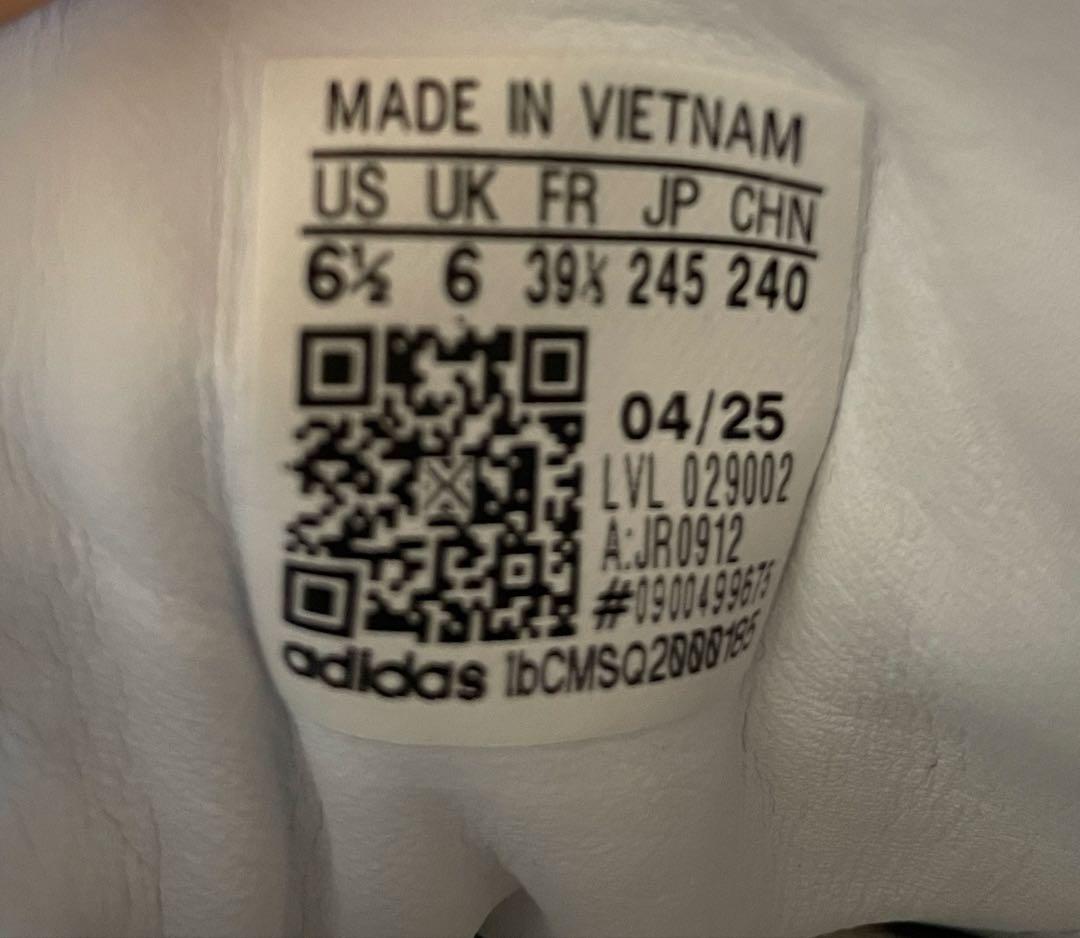 MADE IN VIETNAM
US UK FR JP CHN
6½ 6 39⅓ 245 240
04/25
LVL 029002
A:JR0912
#0900499675
adidas lbCMSQ2000185